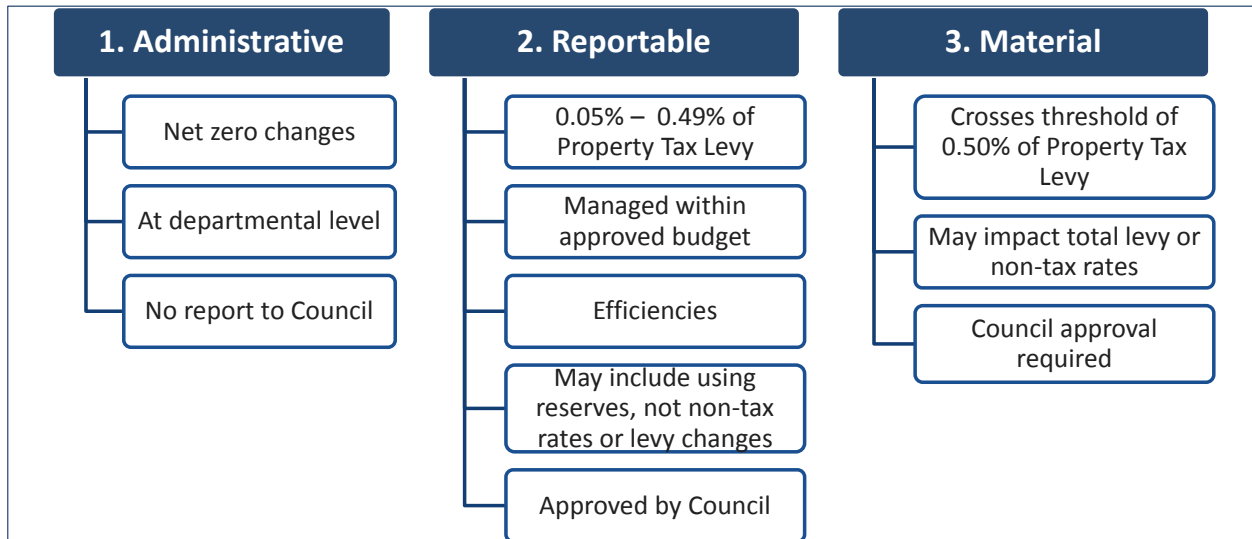 1. Administrative
Net zero changes
At departmental level
No report to Council
2. Reportable
0.05% – 0.49% of
Property Tax Levy
Managed within
approved budget
Efficiencies
May include using
reserves, not non-tax
rates or levy changes
Approved by Council
3. Material
Crosses threshold of
0.50% of Property Tax
Levy
May impact total levy or
non-tax rates
Council approval
required